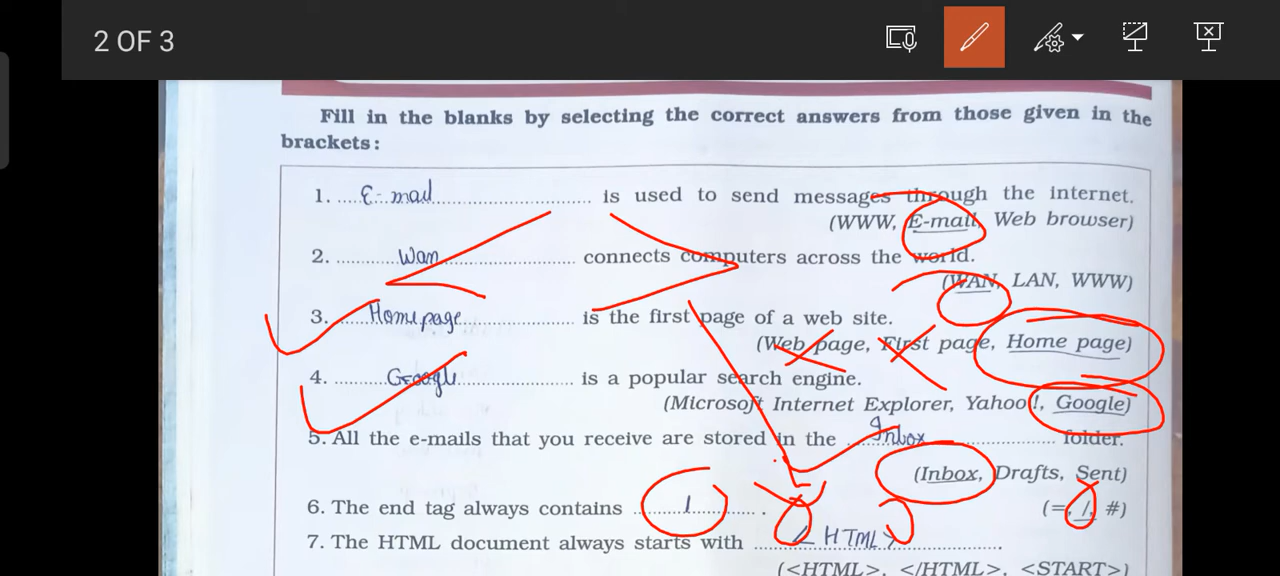 2 OF 3
Fill in the blanks by selecting the correct answers from those given in the
brackets:
1. ....E-mail.................. is used to send messages through the internet.
(WWW, E-mail, Web browser)
2. ..........Wan.................. connects computers across the world.
(WAN, LAN, WWW)
3. .....Homepage.................. is the first page of a web site.
(Web page, First page, Home page)
4. ..........Google.................. is a popular search engine.
(Microsoft Internet Explorer, Yahoo!, Google)
5. All the e-mails that you receive are stored in the ....Inbox.................. folder.
(Inbox, Drafts, Sent)
6. The end tag always contains ........../.......... .
(=, /, #)
7. The HTML document always starts with ......<HTML>..................
(<HTML>, </HTML>, <START>)